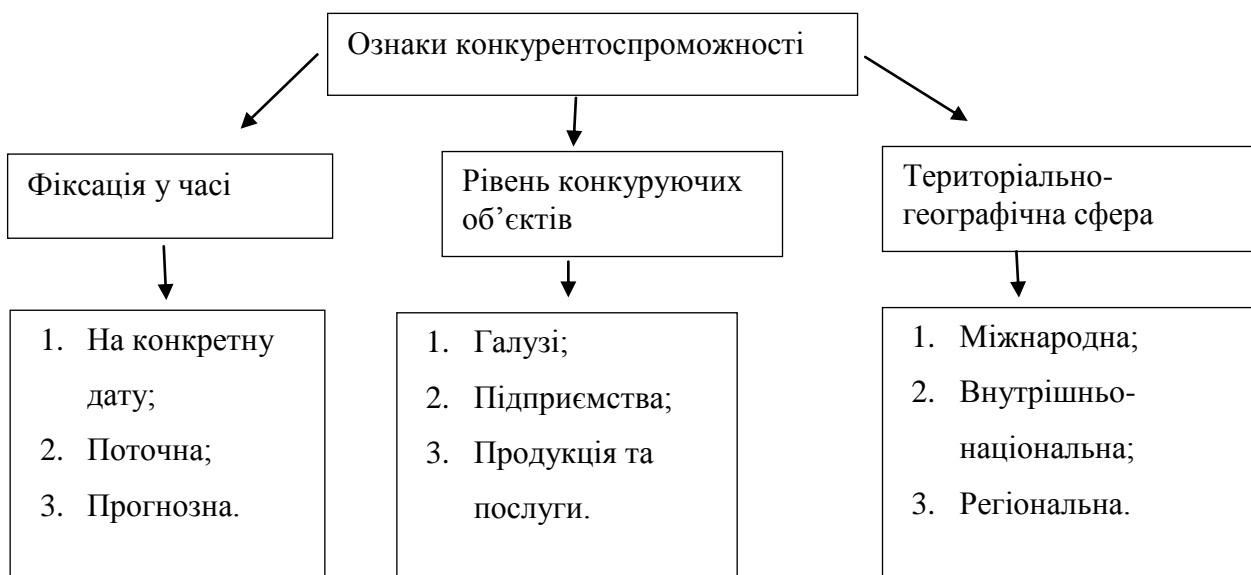 Ознаки конкурентоспроможності
Фіксація у часі
Рівень конкуруючих
об’єктів
Територіально-
географічна сфера
1. На конкретну
дату;
2. Поточна;
3. Прогнозна.
1. Галузі;
2. Підприємства;
3. Продукція та
послуги.
1. Міжнародна;
2. Внутрішньо-
національна;
3. Регіональна.